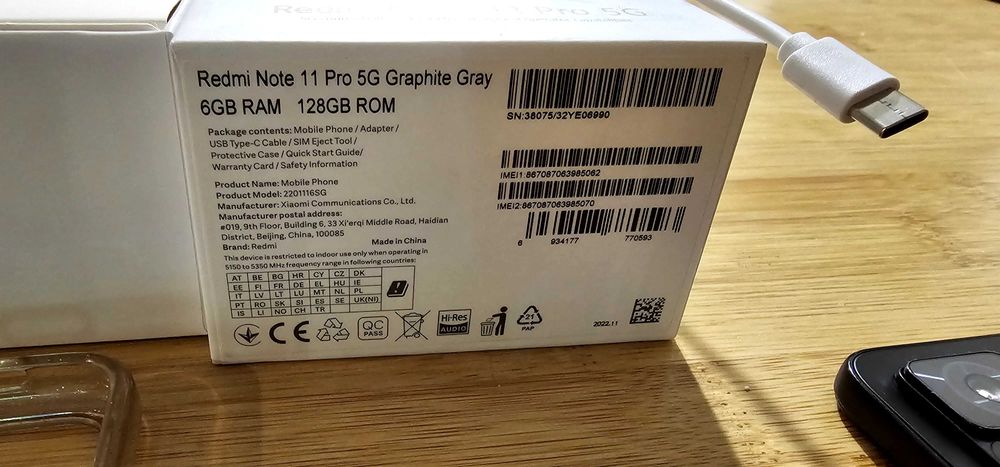 Redmi Note 11 Pro 5G
Redmi Note 11 Pro 5G Graphite Gray
6GB RAM 128GB ROM
Package contents: Mobile Phone / Adapter /
USB Type-C Cable / SIM Eject Tool /
Protective Case / Quick Start Guide/
Warranty Card / Safety Information
Product Name: Mobile Phone
Product Model: 2201116SG
Manufacturer: Xiaomi Communications Co., Ltd.
Manufacturer postal address:
#019, 9th Floor, Building 6, 33 Xi'erqi Middle Road, Haidian
District, Beijing, China, 100085
Brand: Redmi
Made in China
This device is restricted to indoor use only when operating in
5150 to 5350 MHz frequency range in following countries:
AT BE BG HR CY CZ DK
EE FI FR DE EL HU IE
IT LV LT LU MT NL PL
PT RO SK SI ES SE UK(NI)
IS LI NO CH TR
CE
QC
PASS
Hi-Res
AUDIO
21
PAP
SN:38075/32YE06990
IMEI1:867087063985062
IMEI2:867087063985070
6 934177 770593
2022.11